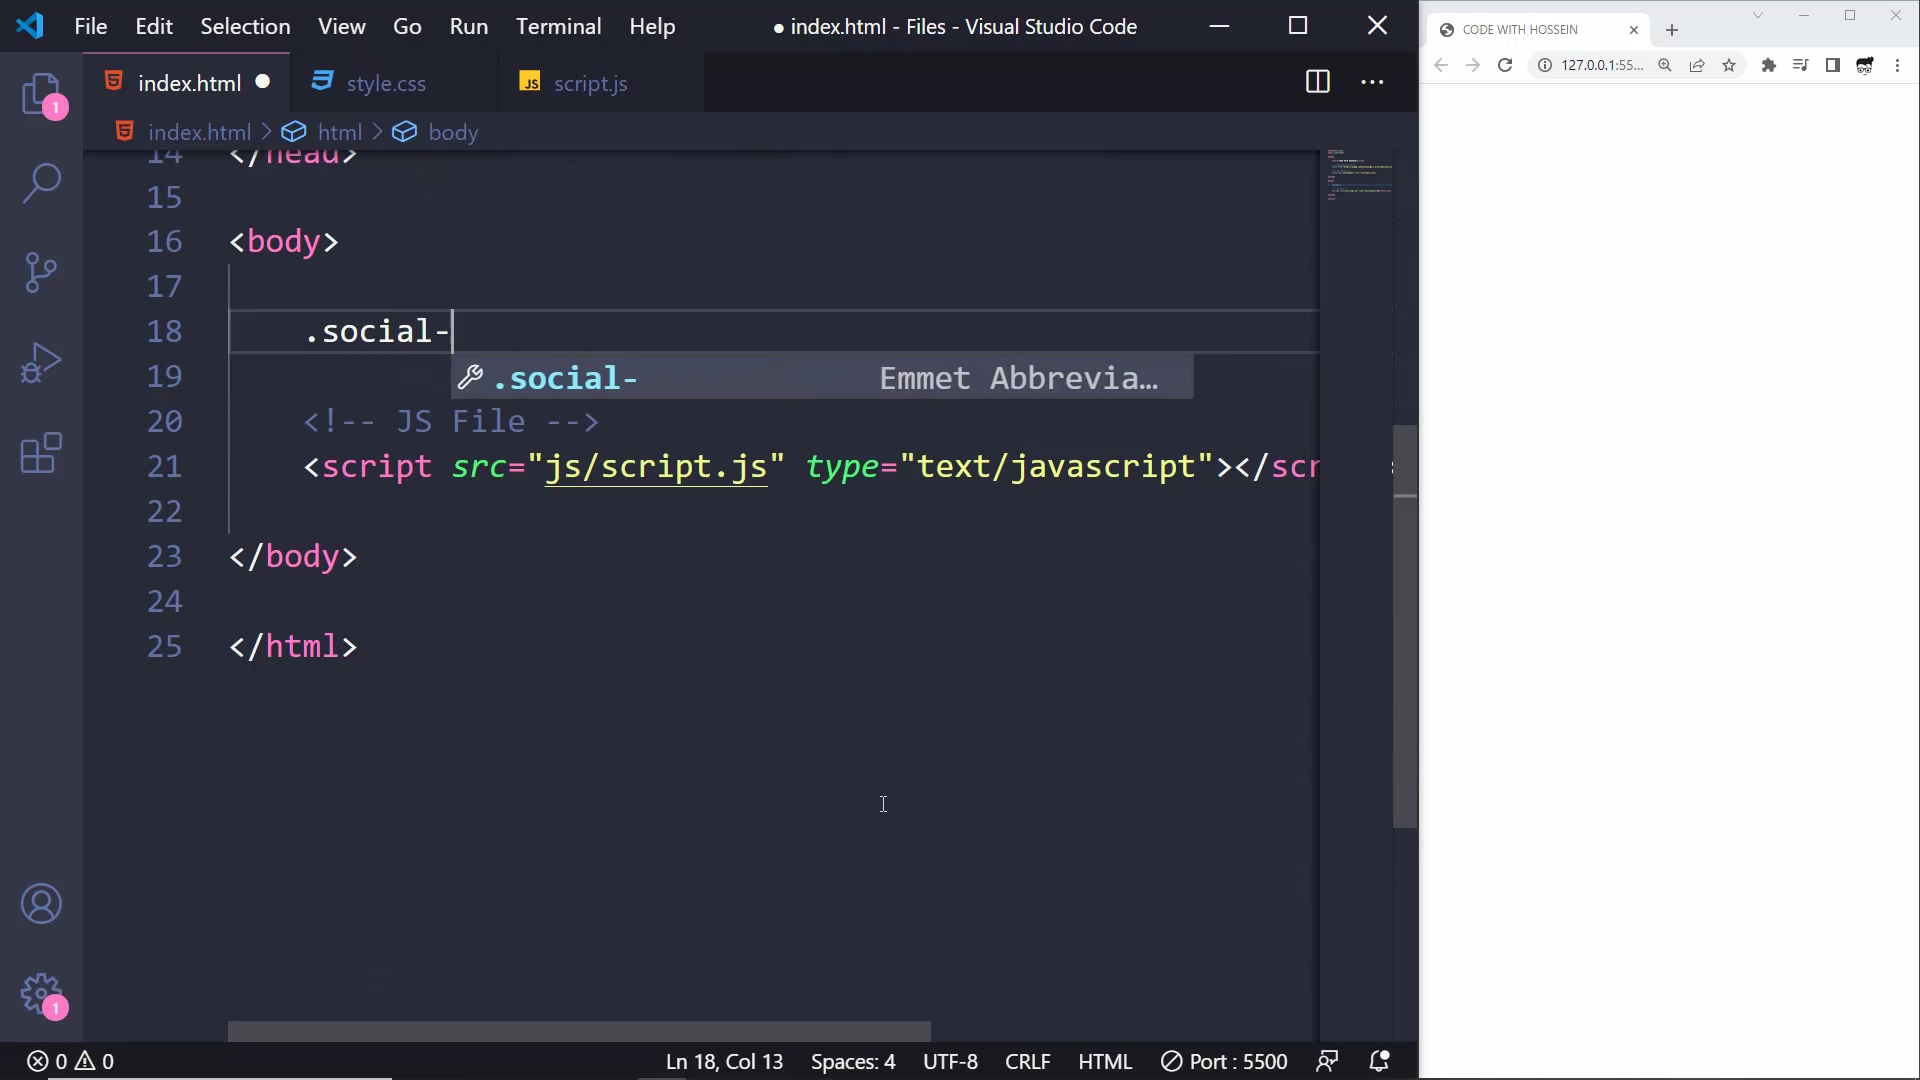 File Edit Selection View Go Run Terminal Help ● index.html - Files - Visual Studio Code
index.html ● style.css JS script.js
index.html > html > body
14 </head>
15
16 <body>
17
18 .social-
.social- Emmet Abbrevia…
19
20 <!-- JS File -->
21 <script src="js/script.js" type="text/javascript"></scr
22
23 </body>
24
25 </html>
1
1
0 0 Ln 18, Col 13 Spaces: 4 UTF-8 CRLF HTML Port : 5500
CODE WITH HOSSEIN
127.0.0.1:55...